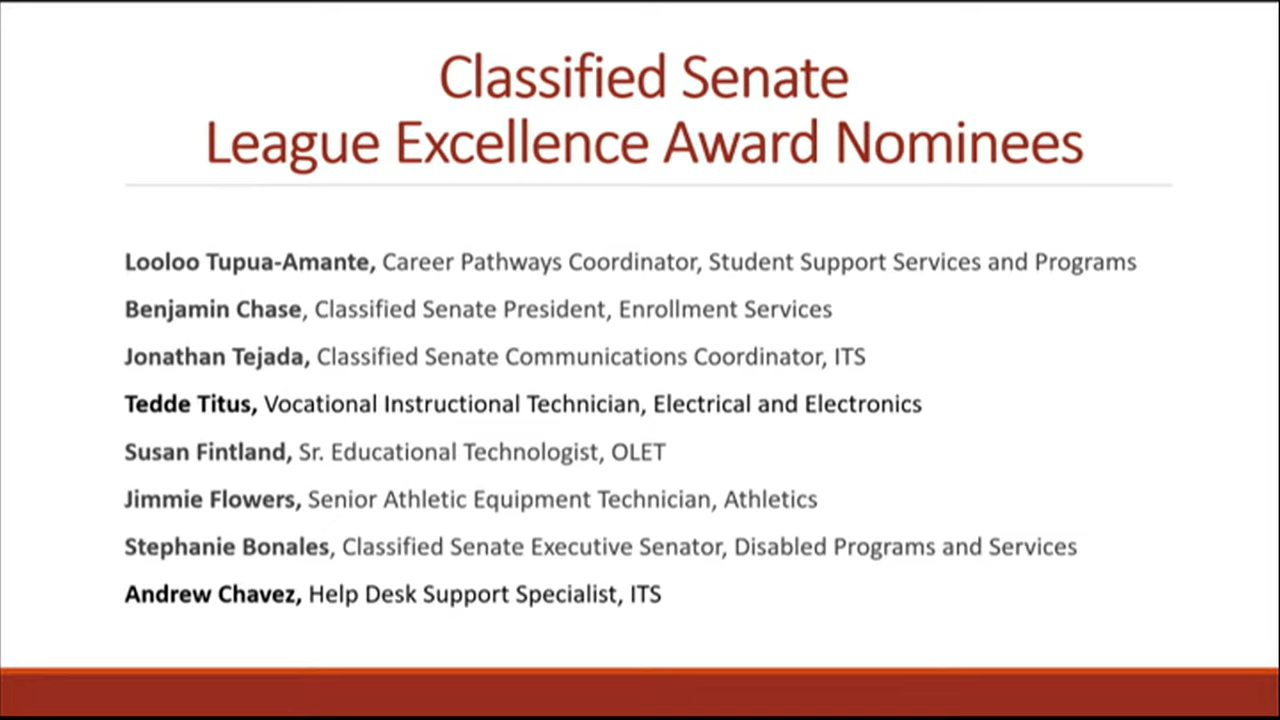 Classified Senate
League Excellence Award Nominees
Looloo Tupua-Amante, Career Pathways Coordinator, Student Support Services and Programs
Benjamin Chase, Classified Senate President, Enrollment Services
Jonathan Tejada, Classified Senate Communications Coordinator, ITS
Tedde Titus, Vocational Instructional Technician, Electrical and Electronics
Susan Fintland, Sr. Educational Technologist, OLET
Jimmie Flowers, Senior Athletic Equipment Technician, Athletics
Stephanie Bonales, Classified Senate Executive Senator, Disabled Programs and Services
Andrew Chavez, Help Desk Support Specialist, ITS